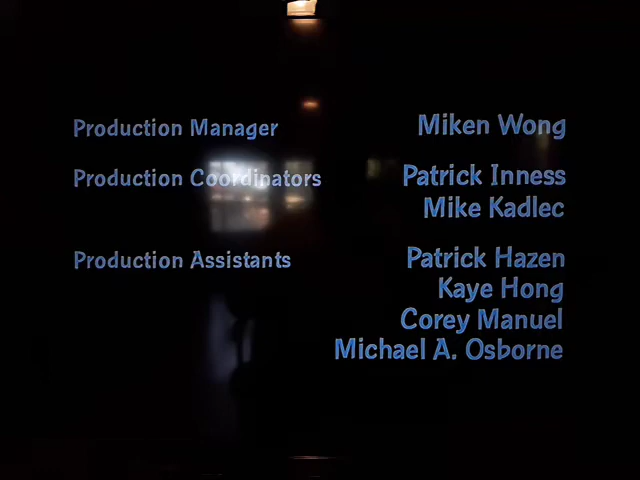 Production Manager Miken Wong
Production Coordinators Patrick Inness
Mike Kadlec
Production Assistants Patrick Hazen
Kaye Hong
Corey Manuel
Michael A. Osborne